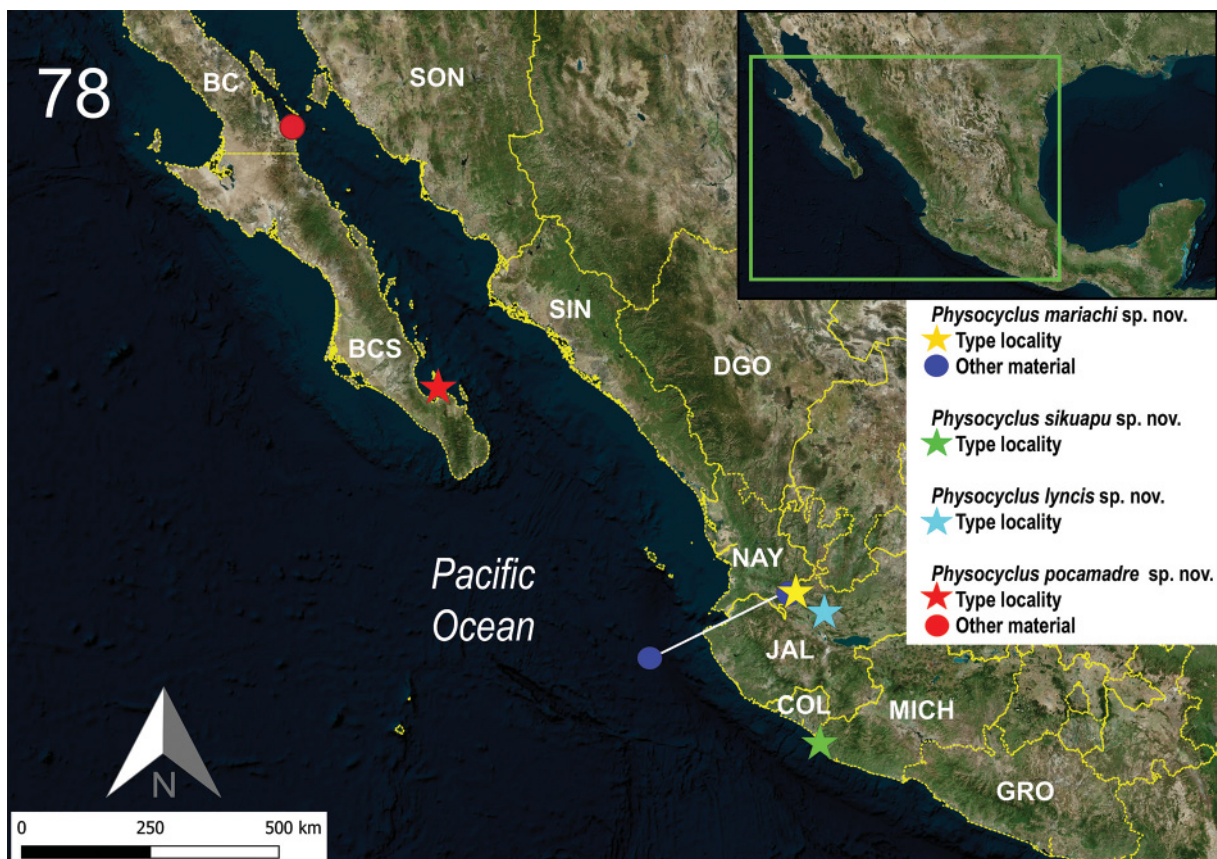 78
BC
SON
SIN
BCS
DGO
NAY
JAL
COL
MICH
GRO
Pacific
Ocean
N
0 250 500 km
Physocyclus mariachi sp. nov.
Type locality
Other material
Physocyclus sikuapu sp. nov.
Type locality
Physocyclus lyncis sp. nov.
Type locality
Physocyclus pocamadre sp. nov.
Type locality
Other material